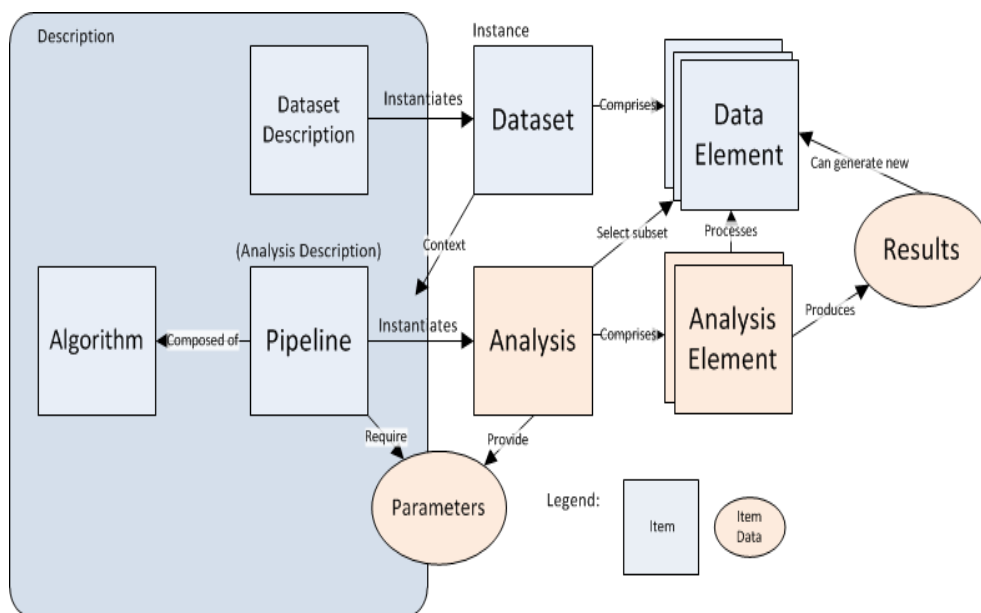 Description
Instance
Dataset
Description
Instantiates
Dataset
Comprises
Data
Element
Can generate new
Context
Select subset
Processes
Results
(Analysis Description)
Algorithm
Composed of
Pipeline
Instantiates
Analysis
Comprises
Analysis
Element
Produces
Require
Provide
Parameters
Legend:
Item
Item
Data